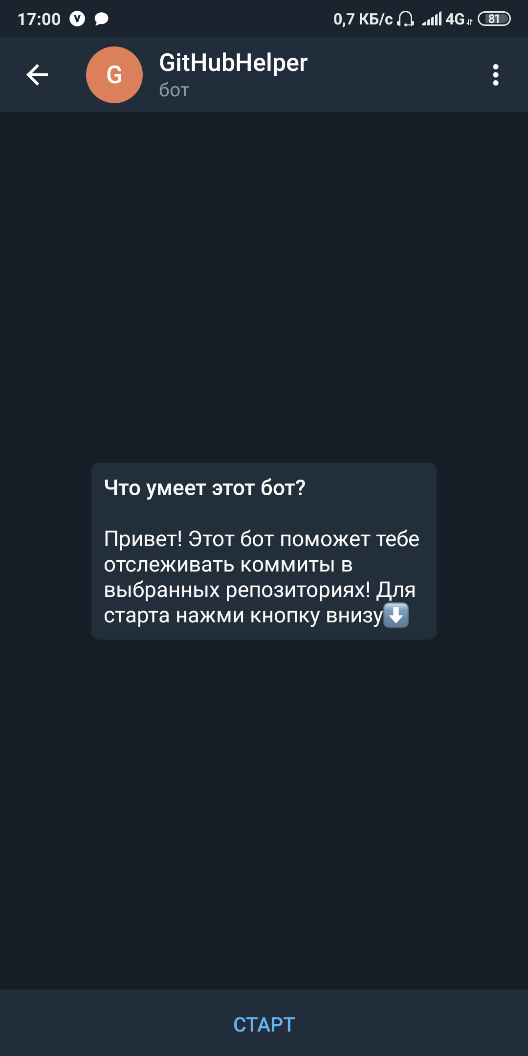 17:00 V 0,7 КБ/с 4G 81
G GitHubHelper
бот
Что умеет этот бот?
Привет! Этот бот поможет тебе
отслеживать коммиты в
выбранных репозиториях! Для
старта нажми кнопку внизу⬇️
СТАРТ